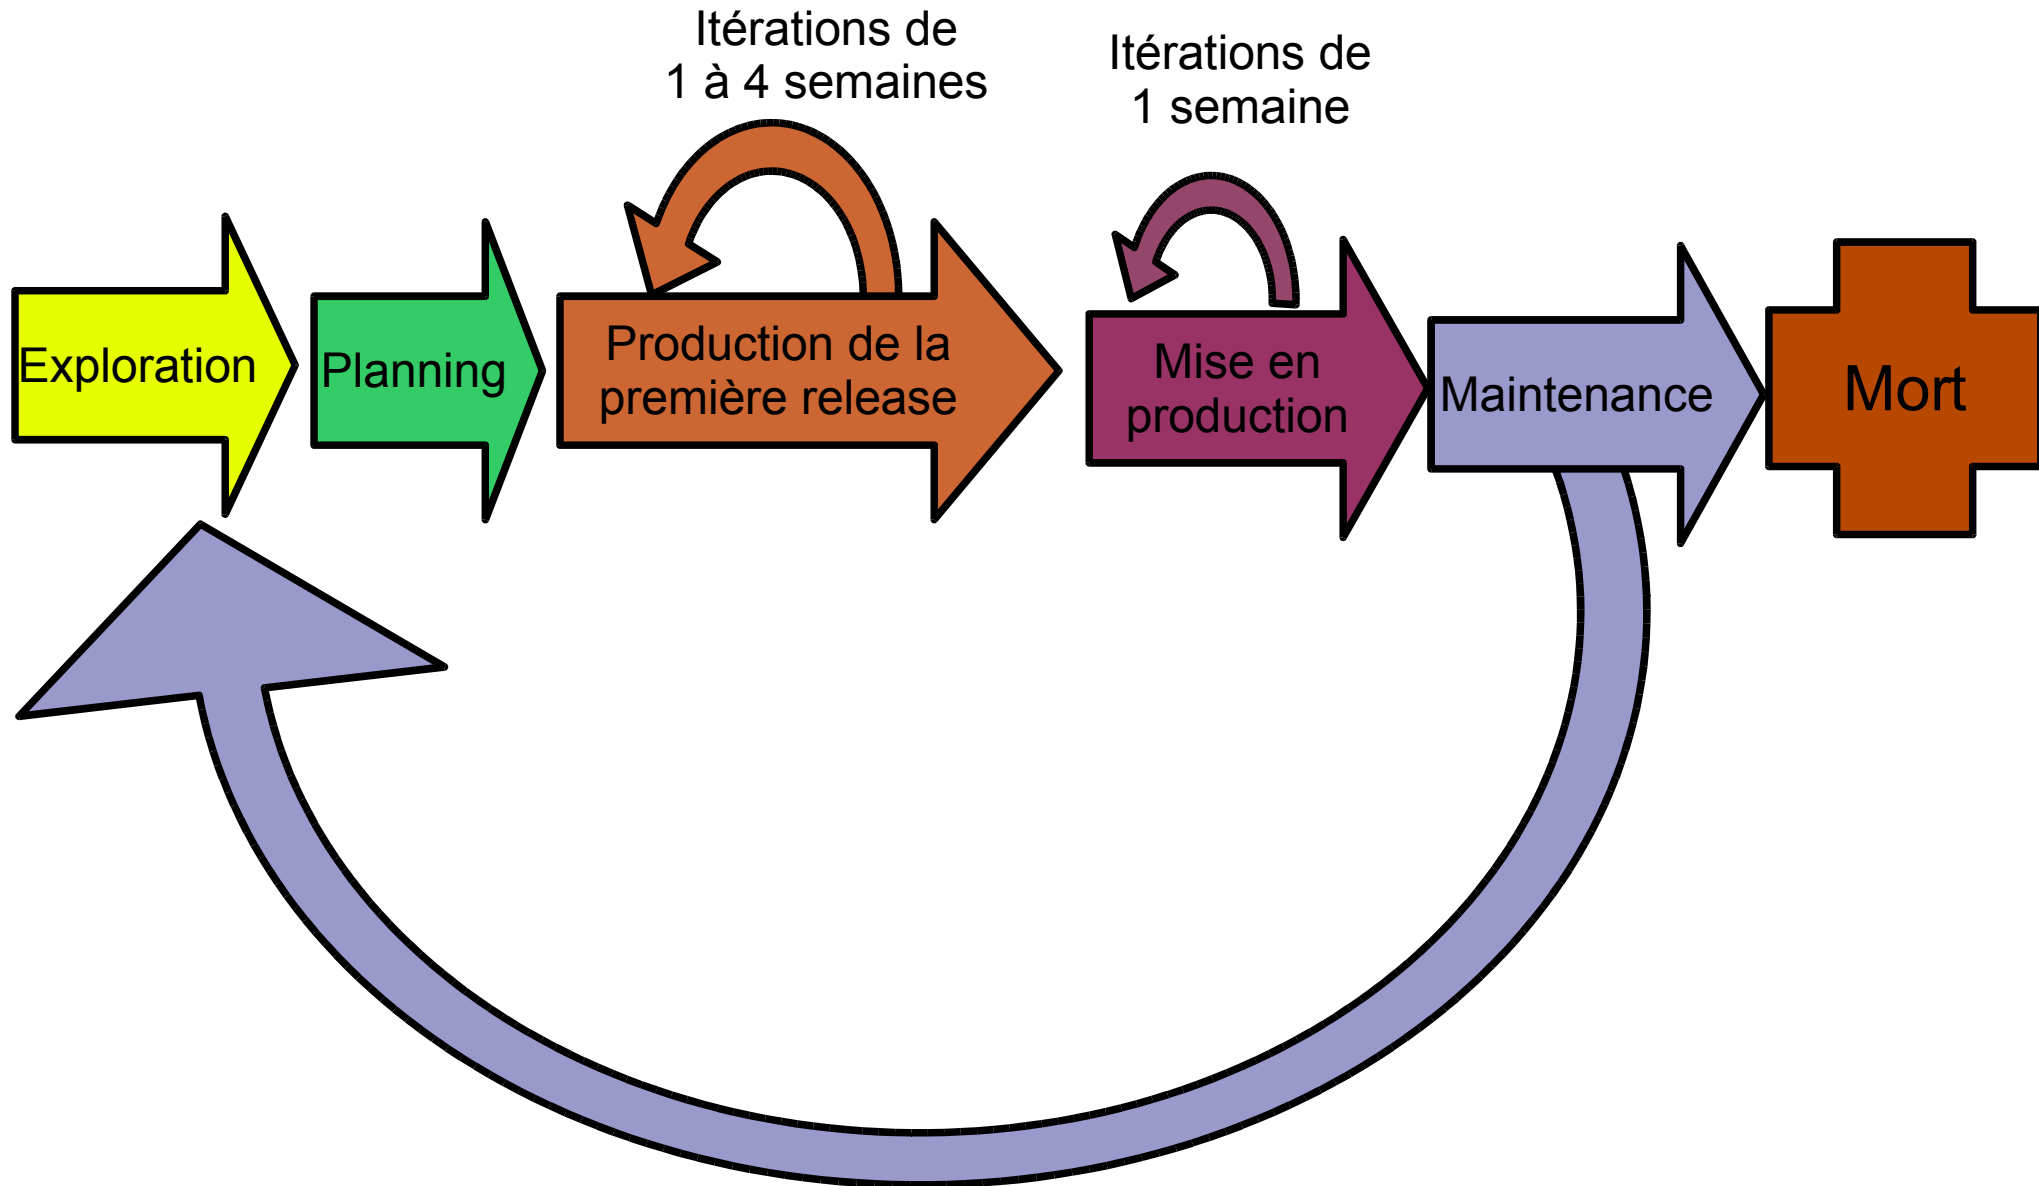 Itérations de
1 à 4 semaines
Itérations de
1 semaine
Exploration
Planning
Production de la
première release
Mise en
production
Maintenance
Mort